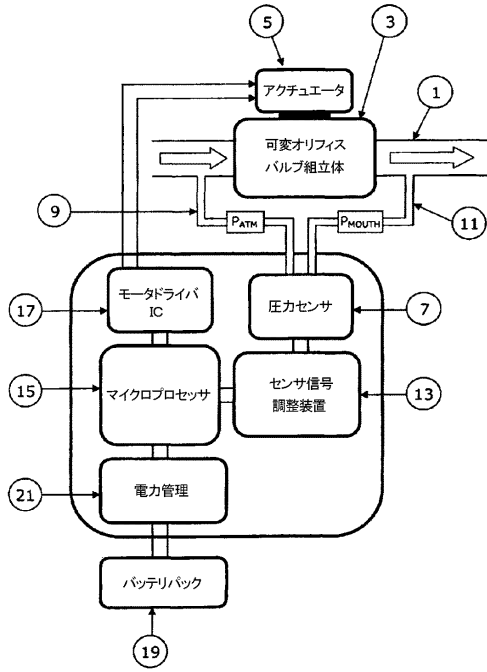 5
3
1
アクチュエータ
可変オリフィス
バルブ組立体
9
PATM
PMOUTH
11
17
モータドライバ
IC
圧力センサ
7
15
マイクロプロセッサ
センサ信号
調整装置
13
21
電力管理
バッテリパック
19